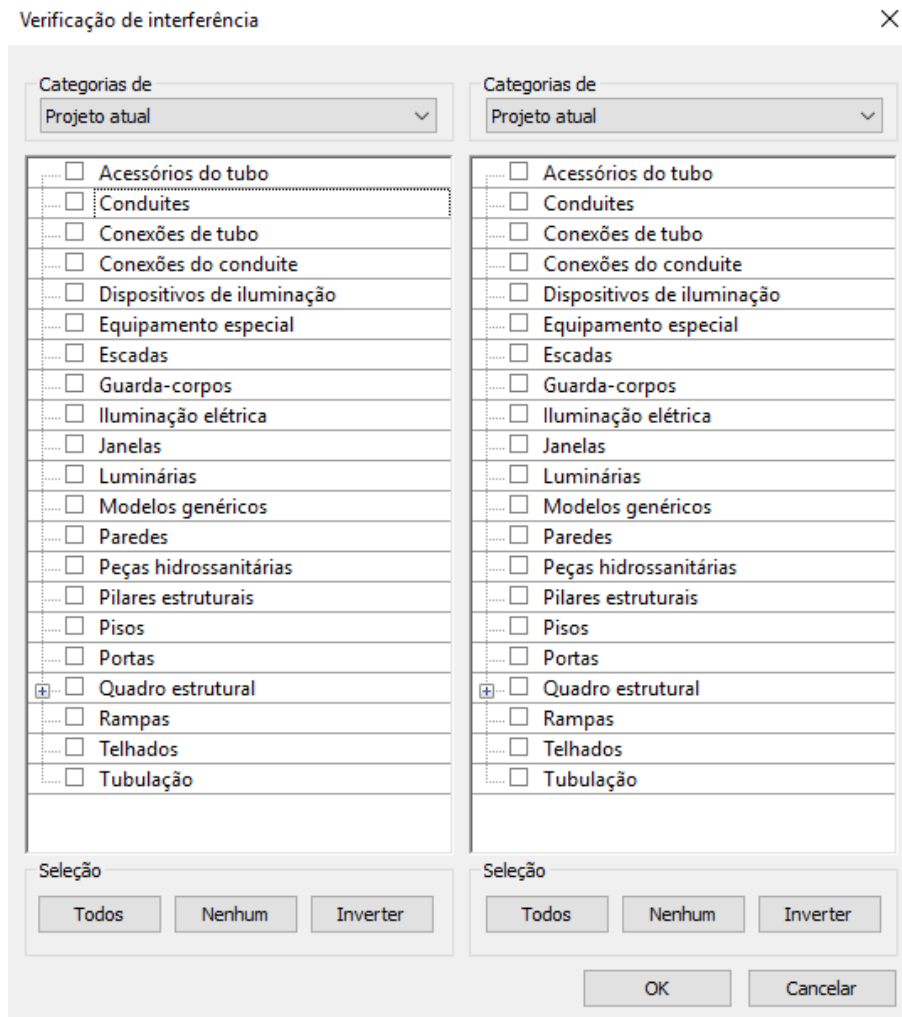 Verificação de interferência
Categorias de
Projeto atual
Acessórios do tubo
Conduites
Conexões de tubo
Conexões do conduite
Dispositivos de iluminação
Equipamento especial
Escadas
Guarda-corpos
Iluminação elétrica
Janelas
Luminárias
Modelos genéricos
Paredes
Peças hidrossanitárias
Pilares estruturais
Pisos
Portas
Quadro estrutural
Rampas
Telhados
Tubulação
Seleção
Todos Nenhum Inverter
Categorias de
Projeto atual
Acessórios do tubo
Conduites
Conexões de tubo
Conexões do conduite
Dispositivos de iluminação
Equipamento especial
Escadas
Guarda-corpos
Iluminação elétrica
Janelas
Luminárias
Modelos genéricos
Paredes
Peças hidrossanitárias
Pilares estruturais
Pisos
Portas
Quadro estrutural
Rampas
Telhados
Tubulação
Seleção
Todos Nenhum Inverter
OK Cancelar